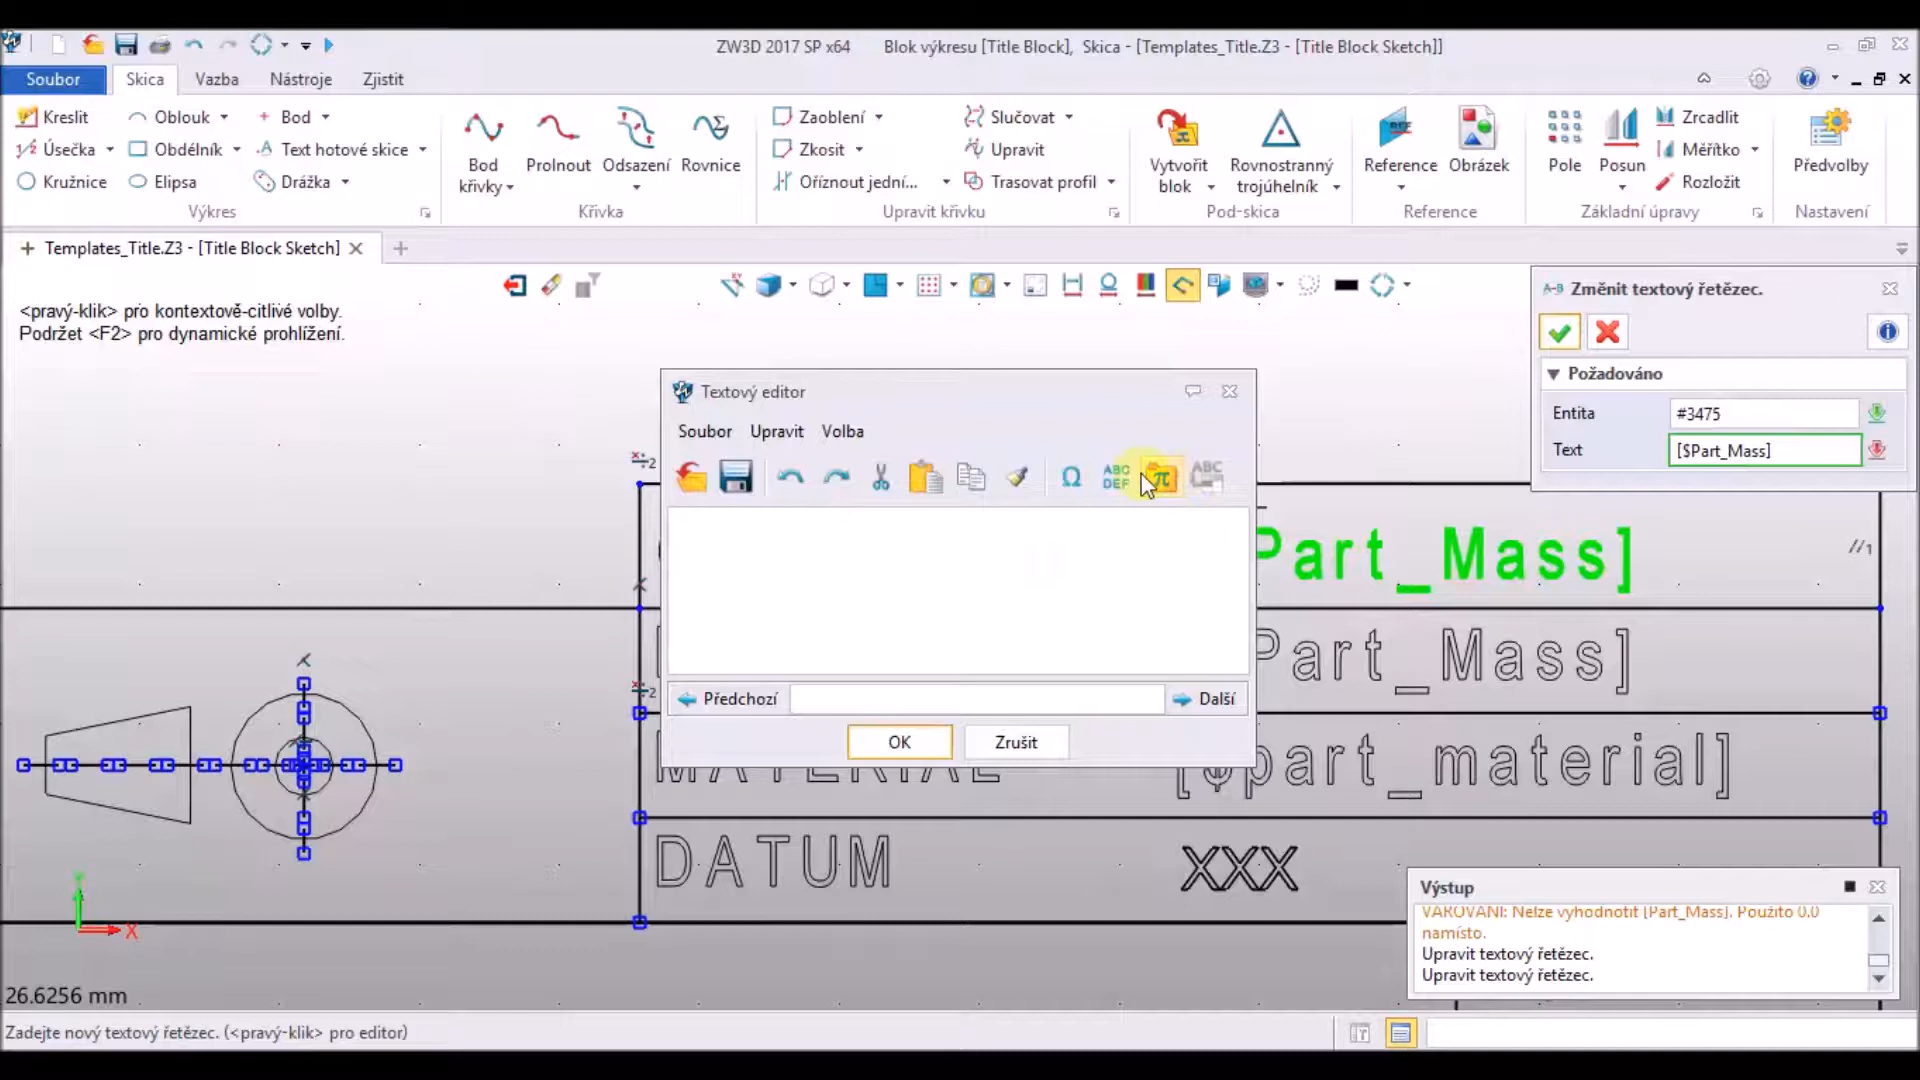 ZW3D 2017 SP x64 Blok výkresu [Title Block], Skica - [Templates_Title.Z3 - [Title Block Sketch]]
Soubor Skica Vazba Nástroje Zjistit
Kreslit Oblouk Bod
Úsečka Obdélník Text hotové skice
Kružnice Elipsa Drážka
Výkres
Bod křivky Prolnout Odsazení Rovnice
Křivka
Zaoblení Slučovat
Zkosit Upravit
Oříznout jední... Trasovat profil
Upravit křivku
Vytvořit blok Rovnostranný trojúhelník
Pod-skica
Reference Obrázek
Reference
Pole Posun Zrcadlit
Měřítko
Rozložit
Základní úpravy
Předvolby
Nastavení
Templates_Title.Z3 - [Title Block Sketch]
<pravý-klik> pro kontextově-citlivé volby.
Podržet <F2> pro dynamické prohlížení.
Změnit textový řetězec.
Požadováno
Entita #3475
Text [$Part_Mass]
Textový editor
Soubor Upravit Volba
ABC
DEF
ABC
Předchozí Další
OK Zrušit
Part_Mass]
Part_Mass]
MATERIAL [$part_material]
DATUM XXX
Výstup
VAROVÁNÍ: Nelze vyhodnotit [Part_Mass]. Použito 0.0
namísto.
Upravit textový řetězec.
Upravit textový řetězec.
X
26.6256 mm
Zadejte nový textový řetězec. (<pravý-klik> pro editor)